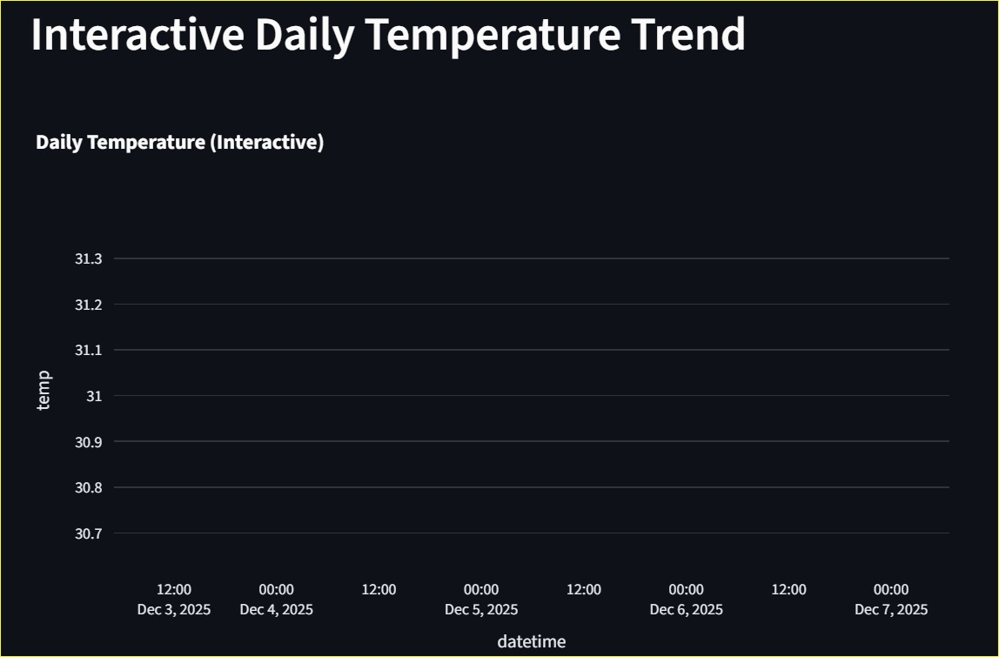 Interactive Daily Temperature Trend
Daily Temperature (Interactive)
31.3
31.2
31.1
31
30.9
30.8
30.7
temp
12:00 00:00 12:00 00:00 12:00 00:00 12:00 00:00
Dec 3, 2025 Dec 4, 2025 Dec 5, 2025 Dec 6, 2025 Dec 7, 2025
datetime